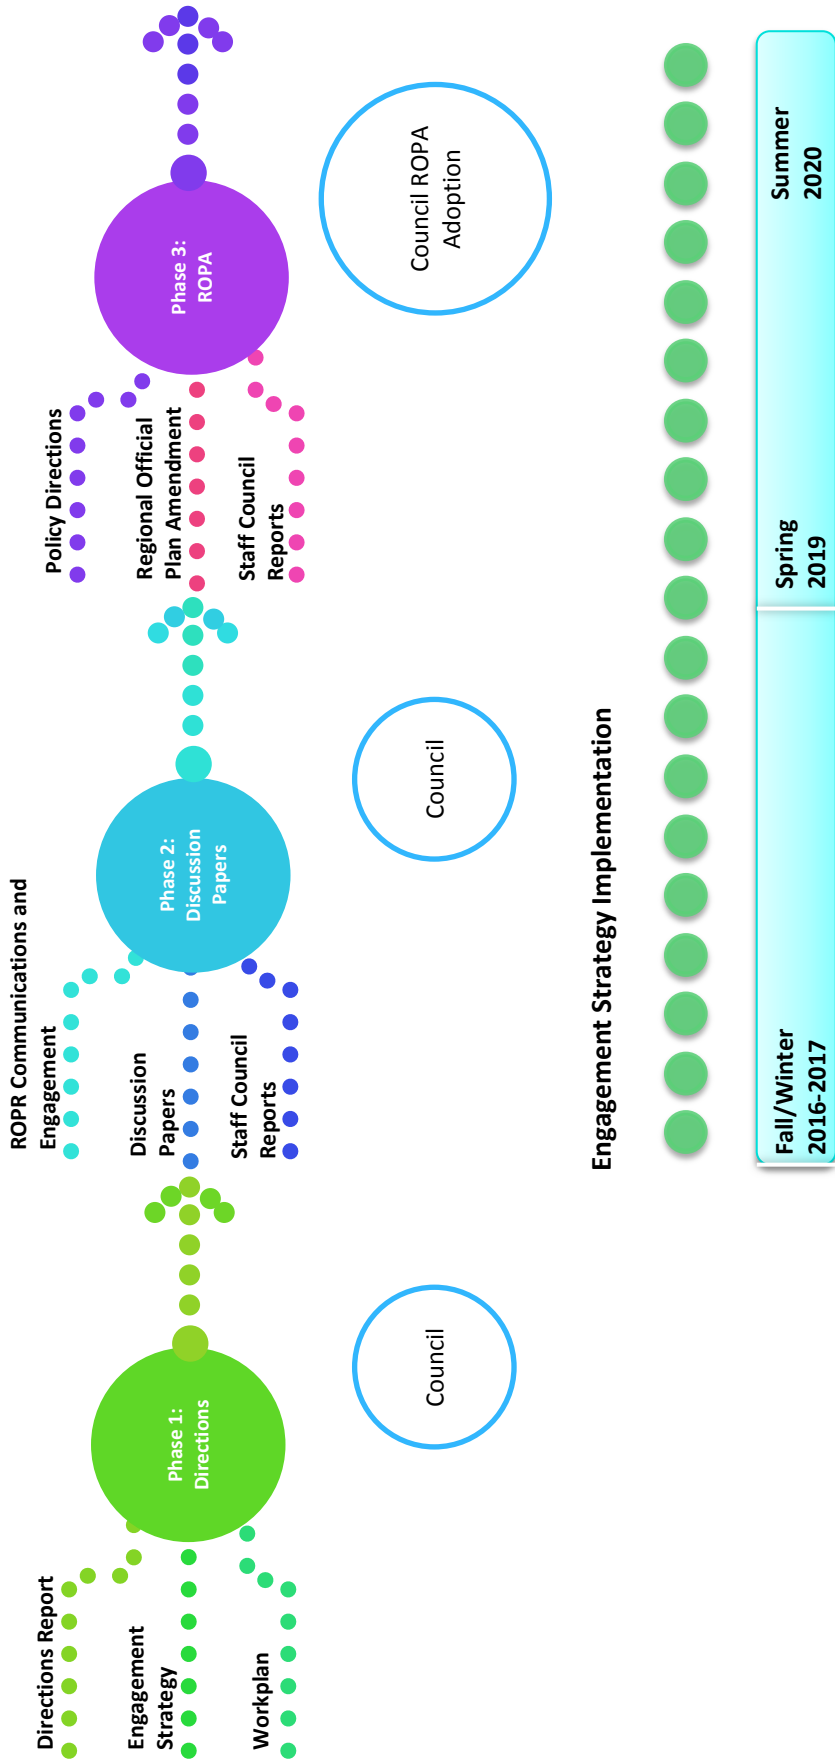 Directions Report
Engagement
Strategy
Workplan
Phase 1:
Directions
ROPR Communications and
Engagement
Discussion
Papers
Staff Council
Reports
Phase 2:
Discussion
Papers
Policy Directions
Regional Official
Plan Amendment
Staff Council
Reports
Phase 3:
ROPA
Council
Council
Council ROPA
Adoption
Engagement Strategy Implementation
Fall/Winter
2016-2017
Spring
2019
Summer
2020